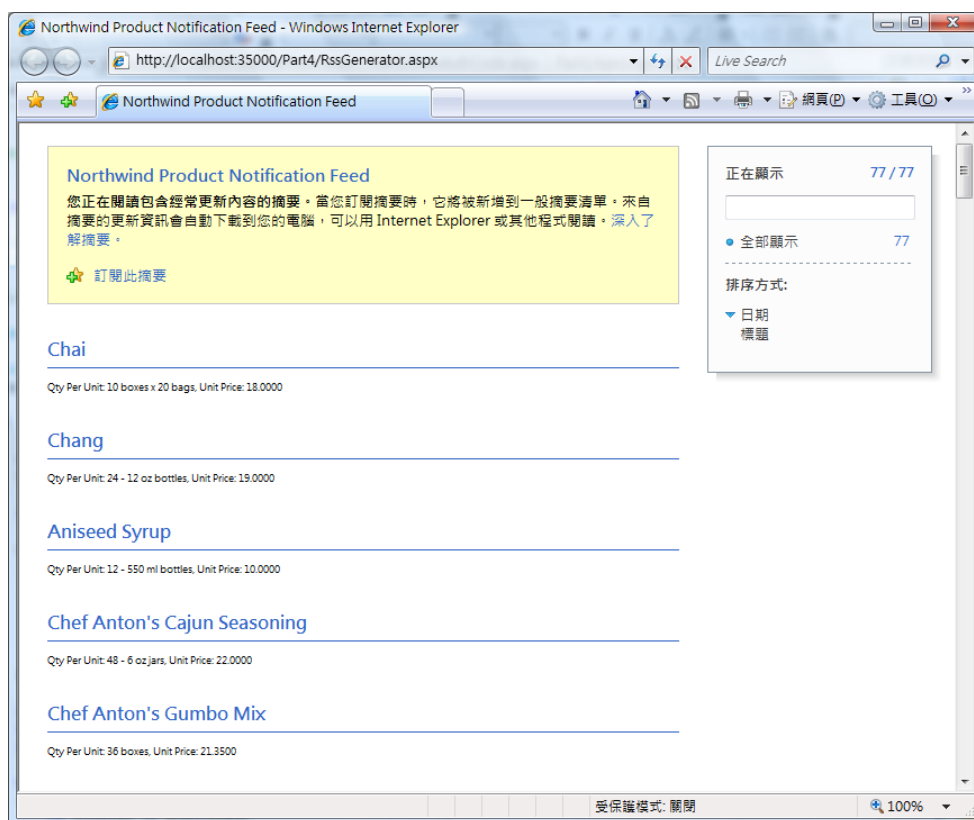 Northwind Product Notification Feed - Windows Internet Explorer
http://localhost:35000/Part4/RssGenerator.aspx
Live Search
Northwind Product Notification Feed
網頁(P)
工具(O)
Northwind Product Notification Feed
您正在閱讀包含經常更新內容的摘要。當您訂閱摘要時，它將被新增到一般摘要清單。來自
摘要的更新資訊會自動下載到您的電腦，可以用 Internet Explorer 或其他程式閱讀。深入了
解摘要。
訂閱此摘要
正在顯示 77 / 77
全部顯示 77
排序方式:
日期
標題
Chai
Qty Per Unit: 10 boxes x 20 bags, Unit Price: 18.0000
Chang
Qty Per Unit: 24 - 12 oz bottles, Unit Price: 19.0000
Aniseed Syrup
Qty Per Unit: 12 - 550 ml bottles, Unit Price: 10.0000
Chef Anton's Cajun Seasoning
Qty Per Unit: 48 - 6 oz jars, Unit Price: 22.0000
Chef Anton's Gumbo Mix
Qty Per Unit: 36 boxes, Unit Price: 21.3500
受保護模式: 關閉
100%